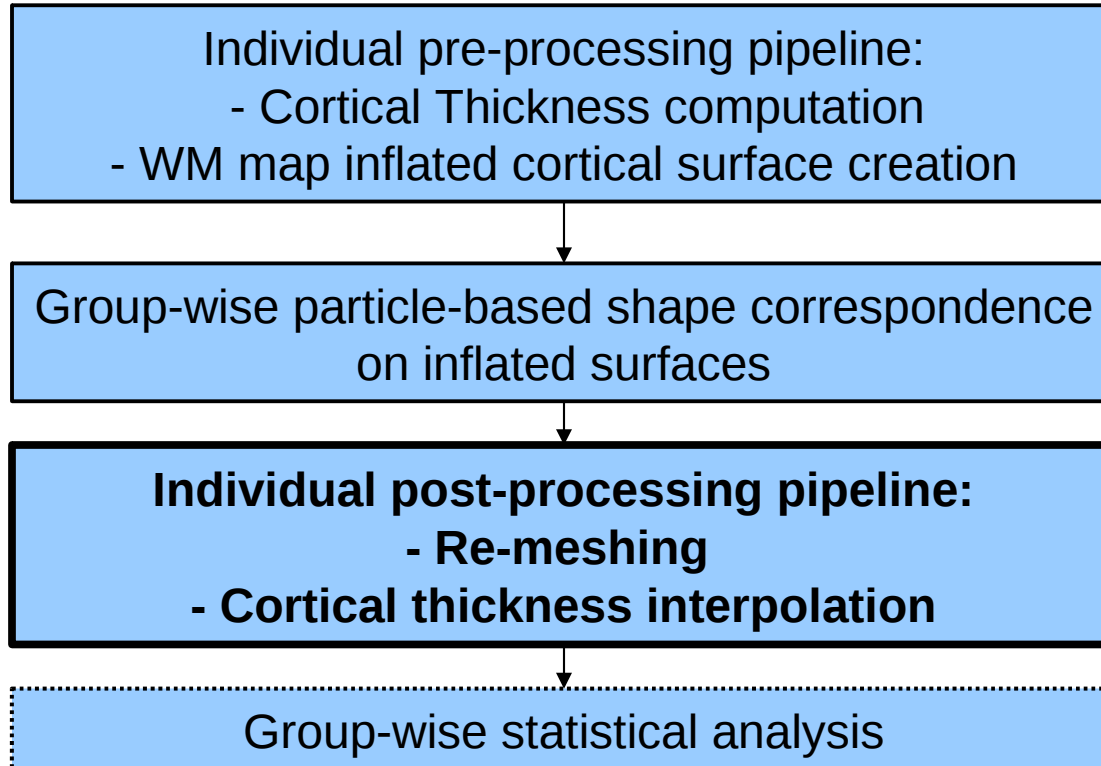 Individual pre-processing pipeline:
- Cortical Thickness computation
- WM map inflated cortical surface creation
Group-wise particle-based shape correspondence
on inflated surfaces
Individual post-processing pipeline:
- Re-meshing
- Cortical thickness interpolation
Group-wise statistical analysis